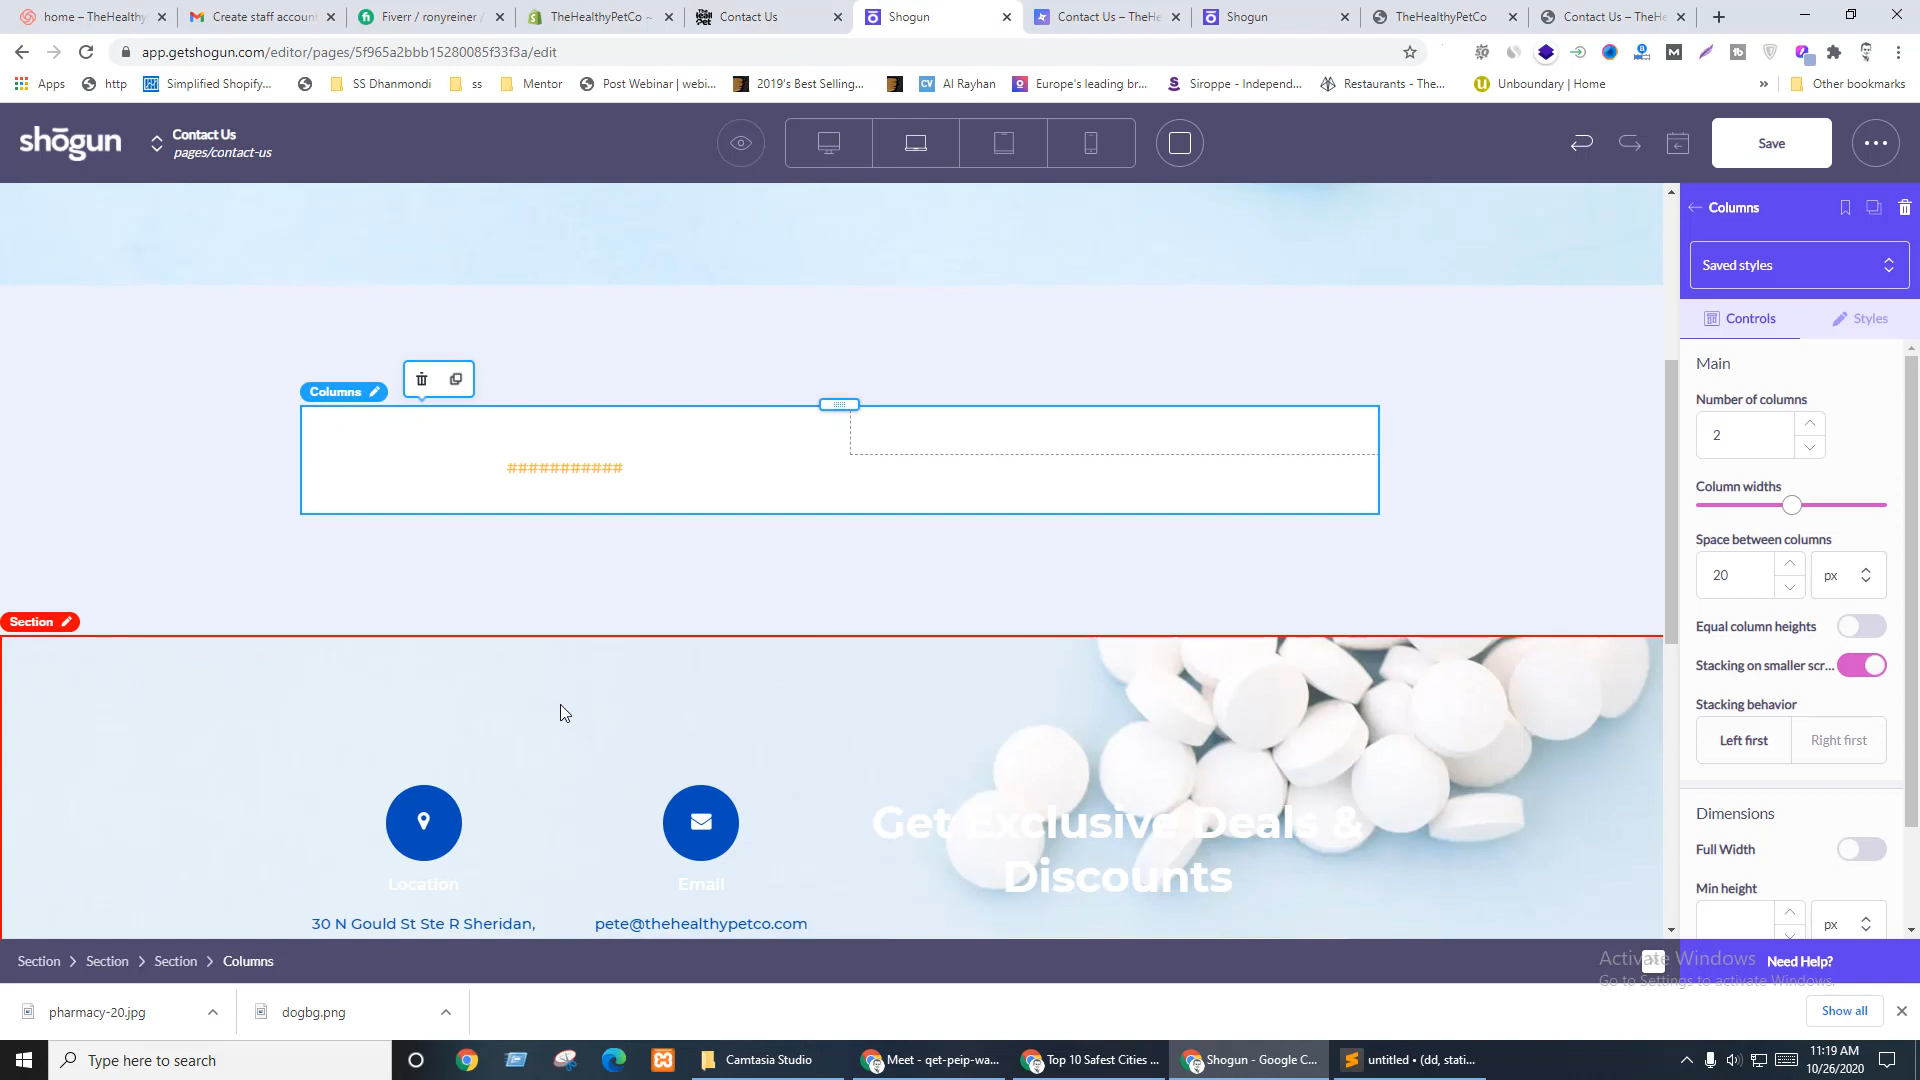 home – TheHealthy
Create staff accoun
Fiverr / ronyreiner /
TheHealthyPetCo ~
Contact Us
Shogun
Contact Us – TheHe
Shogun
TheHealthyPetCo
Contact Us – TheHe
app.getshogun.com/editor/pages/5f965a2bbb15280085f33f3a/edit
Apps
http
Simplified Shopify...
SS Dhanmondi
ss
Mentor
Post Webinar | webi...
2019's Best Selling...
Al Rayhan
Europe's leading br...
Siroppe - Independ...
Restaurants - The...
Unboundary | Home
»
Other bookmarks
shōgun
Contact Us
pages/contact-us
Save
Columns
Saved styles
Controls
Styles
Main
Number of columns
2
Column widths
Space between columns
20
px
Equal column heights
Stacking on smaller scr...
Stacking behavior
Left first
Right first
Dimensions
Full Width
Min height
px
Columns
###########
Section
Get Exclusive Deals &
Discounts
Location
Email
30 N Gould St Ste R Sheridan,
pete@thehealthypetco.com
Section > Section > Section > Columns
Activate Windows
Go to Settings to activate Windows.
Need Help?
pharmacy-20.jpg
dogbg.png
Show all
Type here to search
Camtasia Studio
Meet - qet-peip-wa...
Top 10 Safest Cities ...
Shogun - Google C...
untitled • (dd, stati...
11:19 AM
10/26/2020